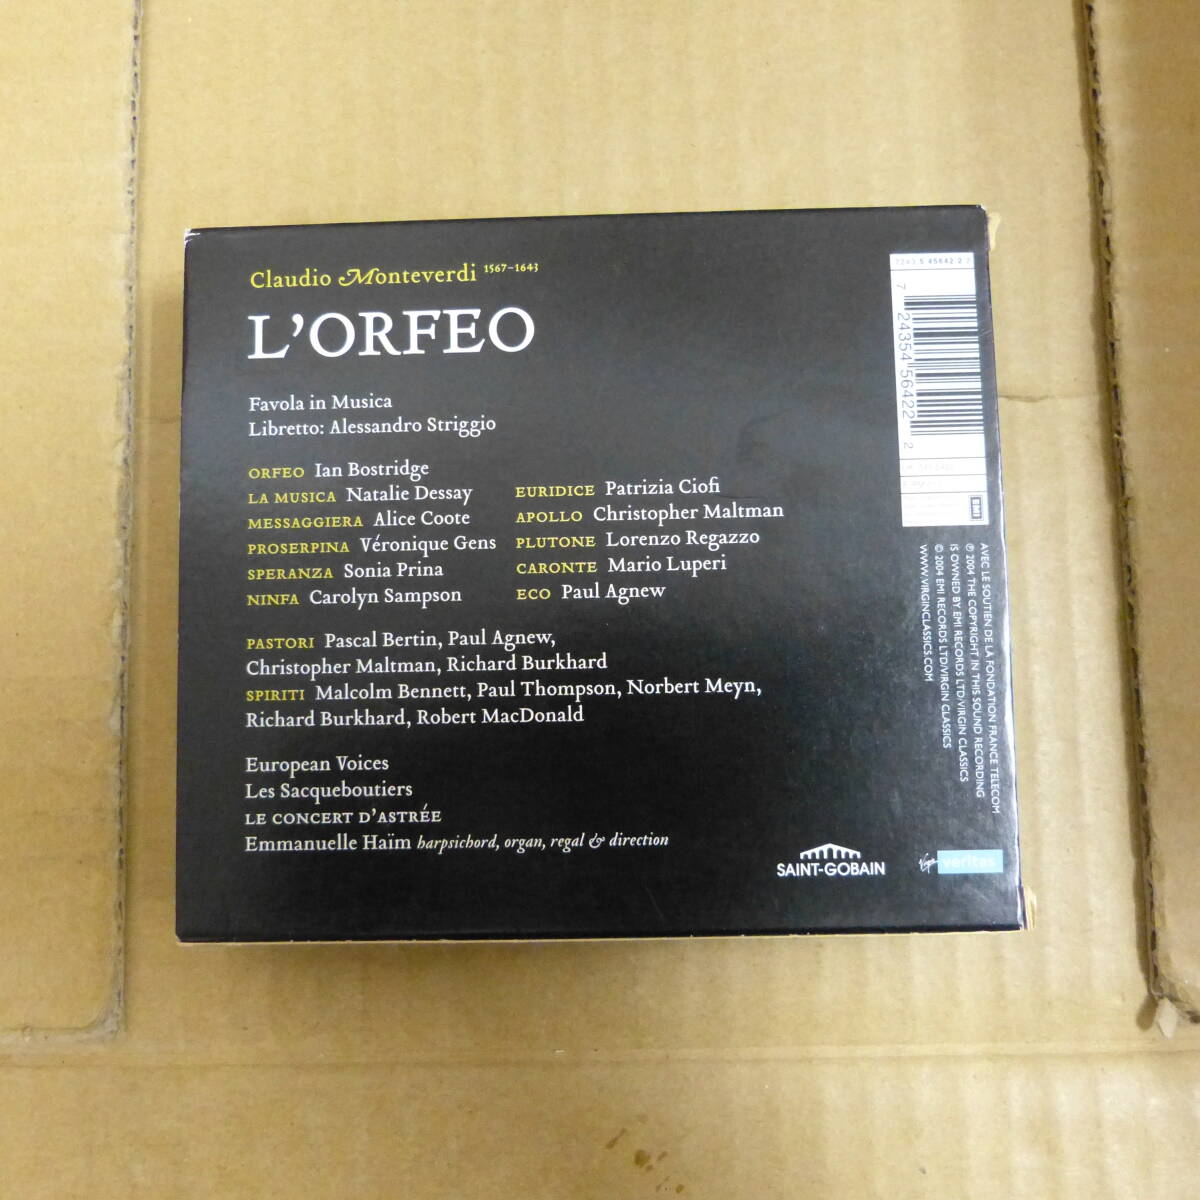 Claudio Monteverdi 1567–1643
L'ORFEO
Favola in Musica
Libretto: Alessandro Striggio
ORFEO Ian Bostridge
LA MUSICA Natalie Dessay
MESSAGGIERA Alice Coote
PROSERPINA Véronique Gens
SPERANZA Sonia Prina
NINFA Carolyn Sampson
EURIDICE Patrizia Ciofi
APOLLO Christopher Maltman
PLUTONE Lorenzo Regazzo
CARONTE Mario Luperi
ECO Paul Agnew
PASTORI Pascal Bertin, Paul Agnew,
Christopher Maltman, Richard Burkhard
SPIRITI Malcolm Bennett, Paul Thompson, Norbert Meyn,
Richard Burkhard, Robert MacDonald
European Voices
Les Sacqueboutiers
LE CONCERT D'ASTRÉE
Emmanuelle Haïm harpsichord, organ, regal & direction
SAINT-GOBAIN
Virgin veritas
7243 5 45642 2 2
7 24354 56422 2
EMI
AVEC LE SOUTIEN DE LA FONDATION FRANCE TELECOM
℗ 2004 THE COPYRIGHT IN THIS SOUND RECORDING
IS OWNED BY EMI RECORDS LTD/VIRGIN CLASSICS
© 2004 EMI RECORDS LTD/VIRGIN CLASSICS
WWW.VIRGINCLASSICS.COM